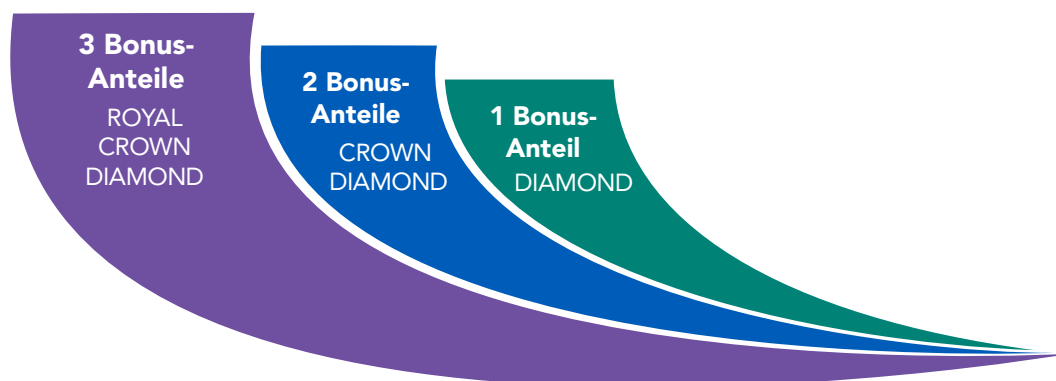 3 Bonus-
Anteile
ROYAL
CROWN
DIAMOND
2 Bonus-
Anteile
CROWN
DIAMOND
1 Bonus-
Anteil
DIAMOND